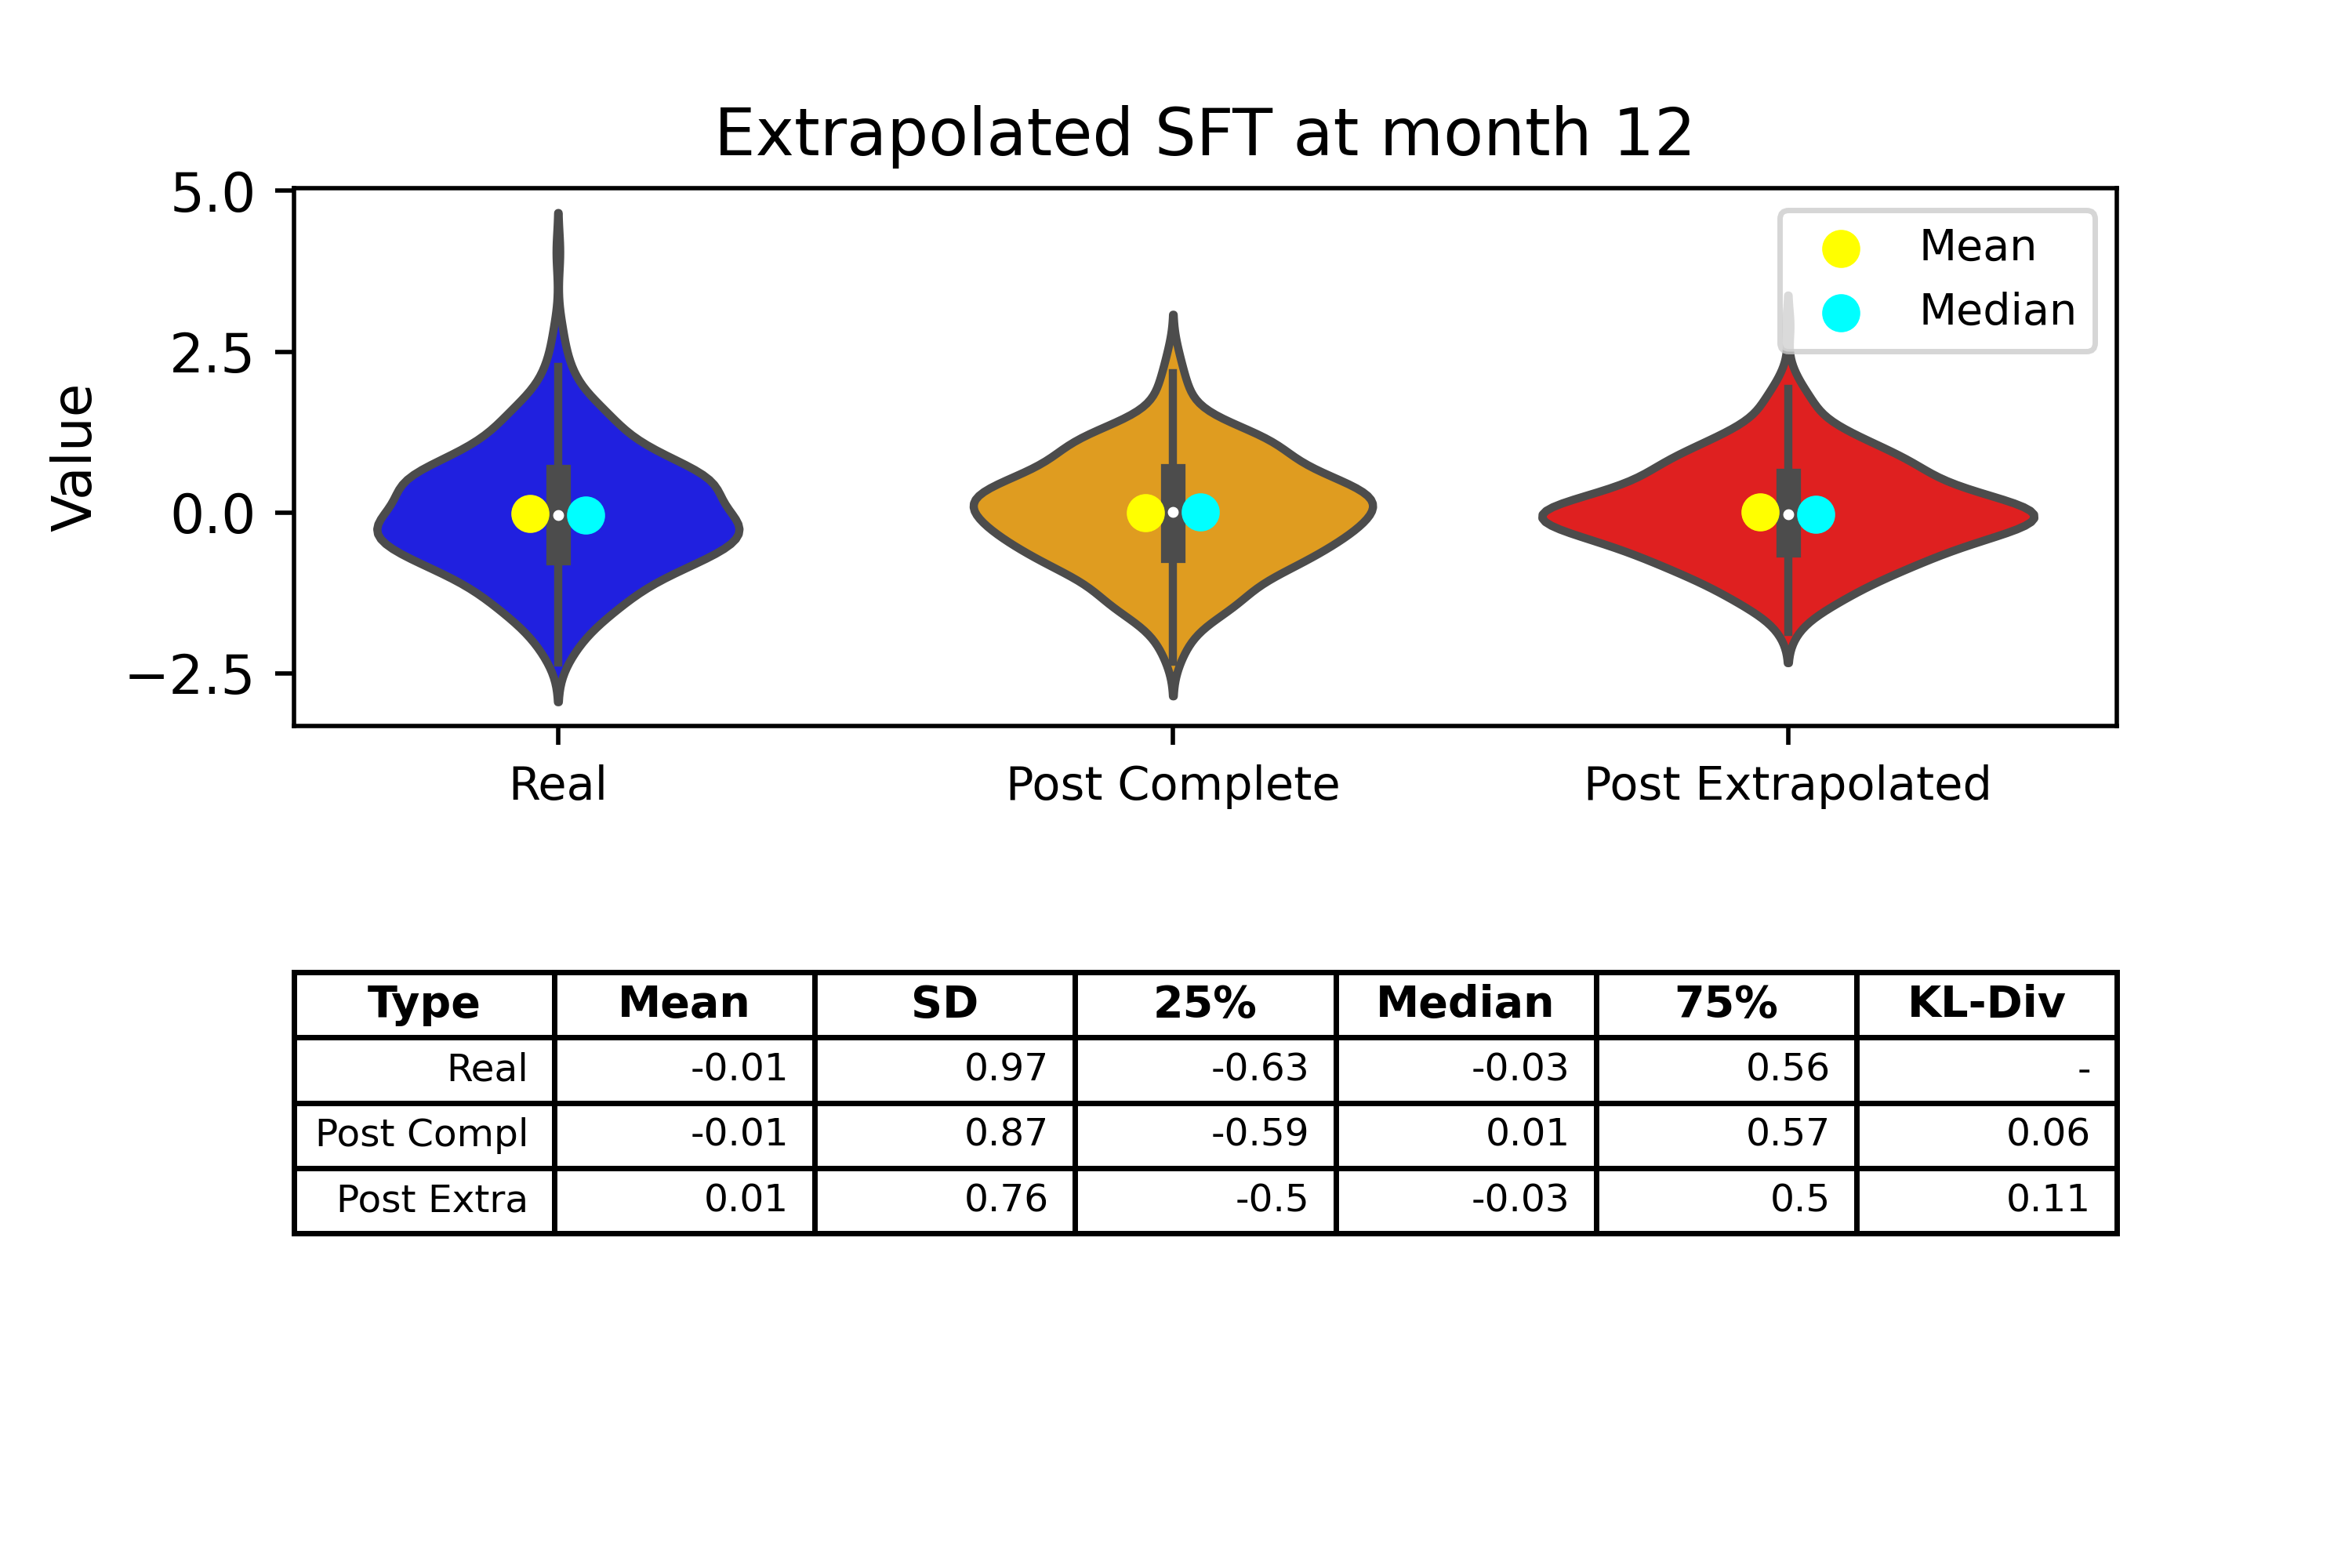 Extrapolated SFT at month 12
5.0
2.5
0.0
−2.5
Value
Mean
Median
Real Post Complete Post Extrapolated
Type Mean SD 25% Median 75% KL-Div
Real -0.01 0.97 -0.63 -0.03 0.56 -
Post Compl -0.01 0.87 -0.59 0.01 0.57 0.06
Post Extra 0.01 0.76 -0.5 -0.03 0.5 0.11